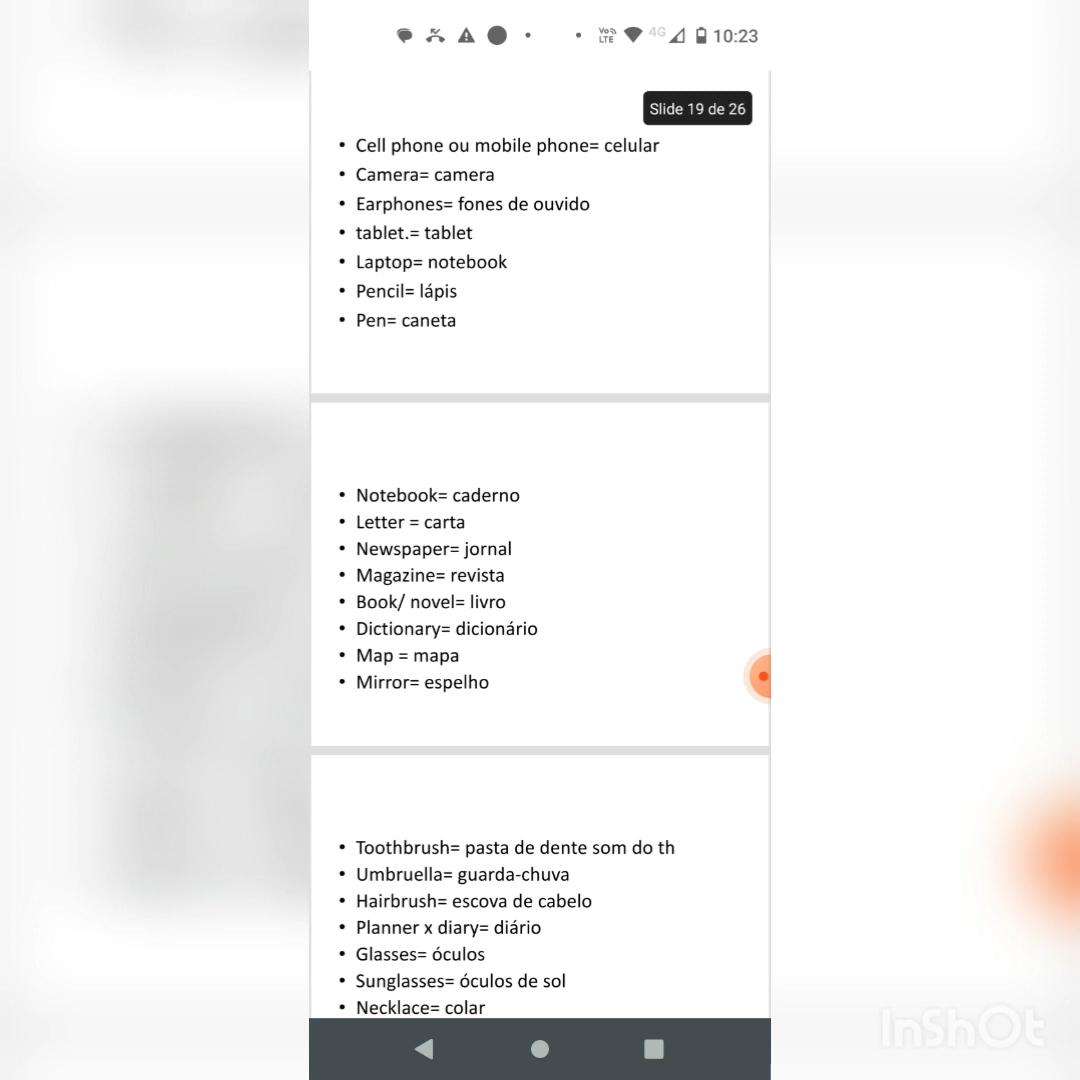 Vo)) LTE 4G 10:23
Slide 19 de 26
• Cell phone ou mobile phone= celular
• Camera= camera
• Earphones= fones de ouvido
• tablet.= tablet
• Laptop= notebook
• Pencil= lápis
• Pen= caneta
• Notebook= caderno
• Letter = carta
• Newspaper= jornal
• Magazine= revista
• Book/ novel= livro
• Dictionary= dicionário
• Map = mapa
• Mirror= espelho
• Toothbrush= pasta de dente som do th
• Umbruella= guarda-chuva
• Hairbrush= escova de cabelo
• Planner x diary= diário
• Glasses= óculos
• Sunglasses= óculos de sol
• Necklace= colar
InShOt